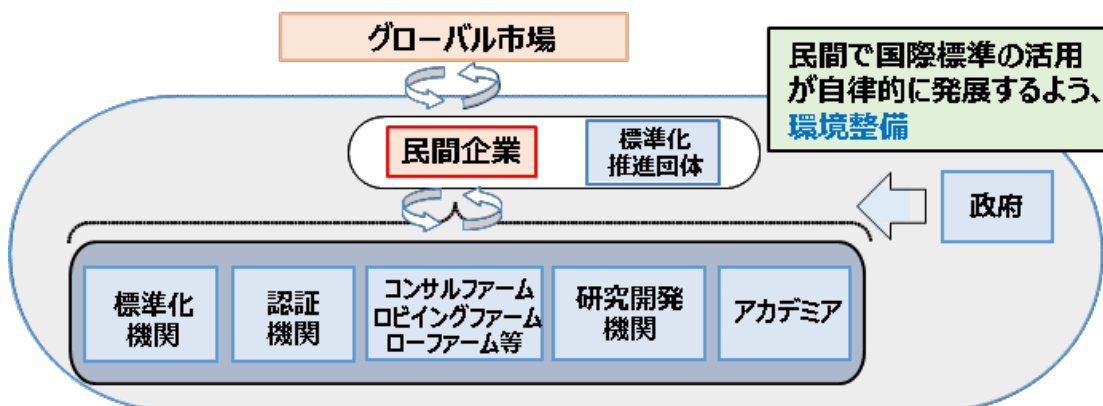 グローバル市場
民間で国際標準の活用
が自律的に発展するよう、
環境整備
民間企業
標準化
推進団体
政府
標準化
機関
認証
機関
コンサルファーム
ロビイングファーム
ローファーム等
研究開発
機関
アカデミア